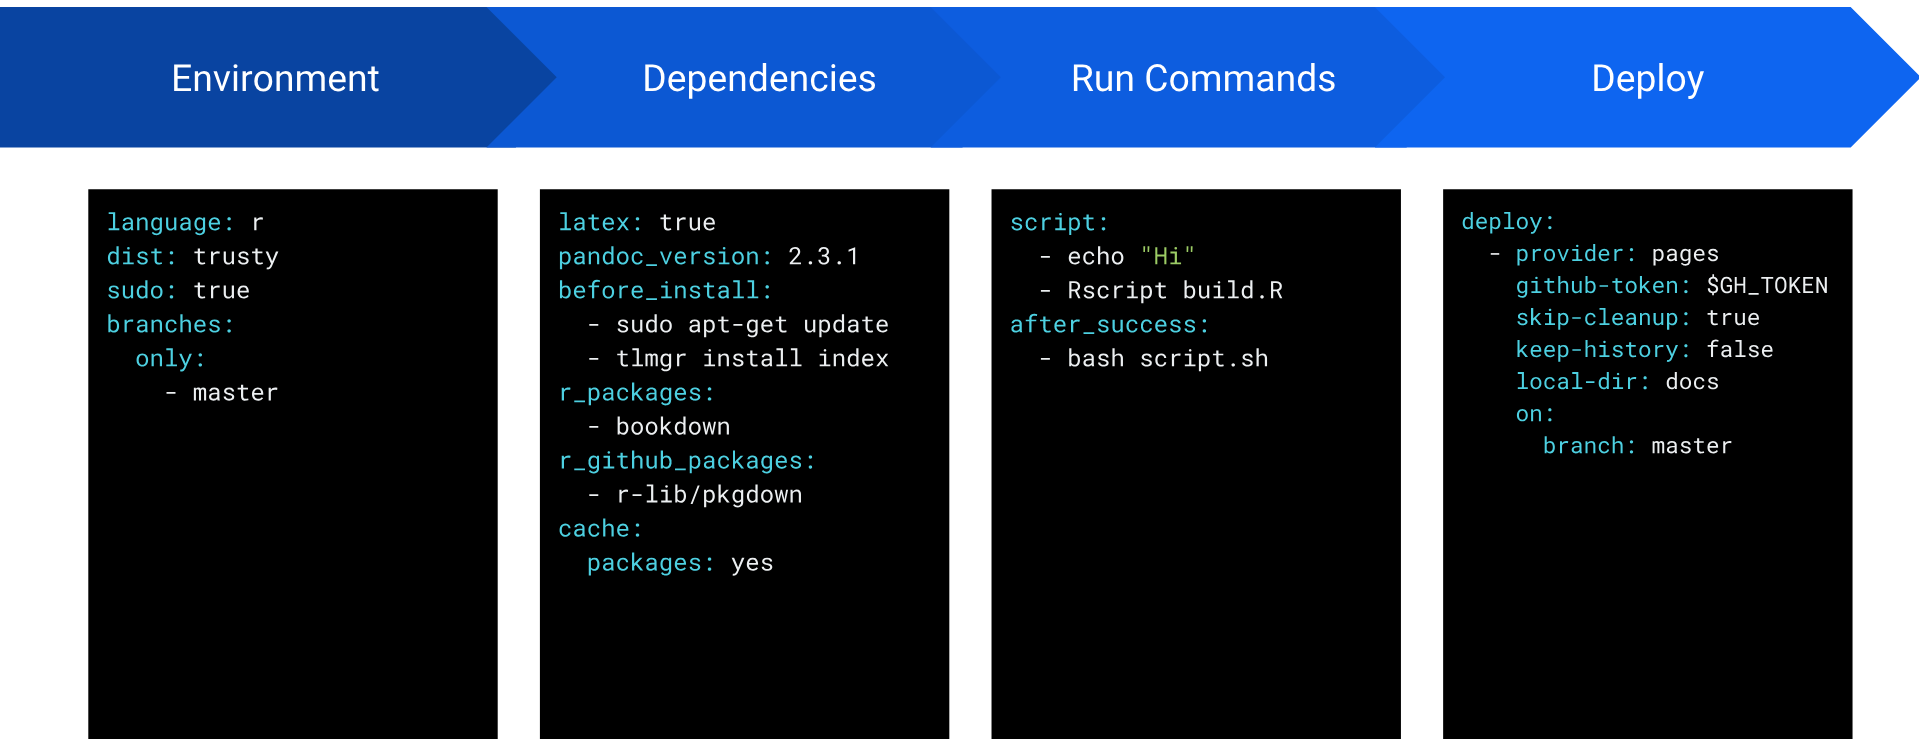 Environment
Dependencies
Run Commands
Deploy
language: r
dist: trusty
sudo: true
branches:
  only:
    - master
latex: true
pandoc_version: 2.3.1
before_install:
  - sudo apt-get update
  - tlmgr install index
r_packages:
  - bookdown
r_github_packages:
  - r-lib/pkgdown
cache:
  packages: yes
script:
  - echo "Hi"
  - Rscript build.R
after_success:
  - bash script.sh
deploy:
  - provider: pages
    github-token: $GH_TOKEN
    skip-cleanup: true
    keep-history: false
    local-dir: docs
    on:
      branch: master